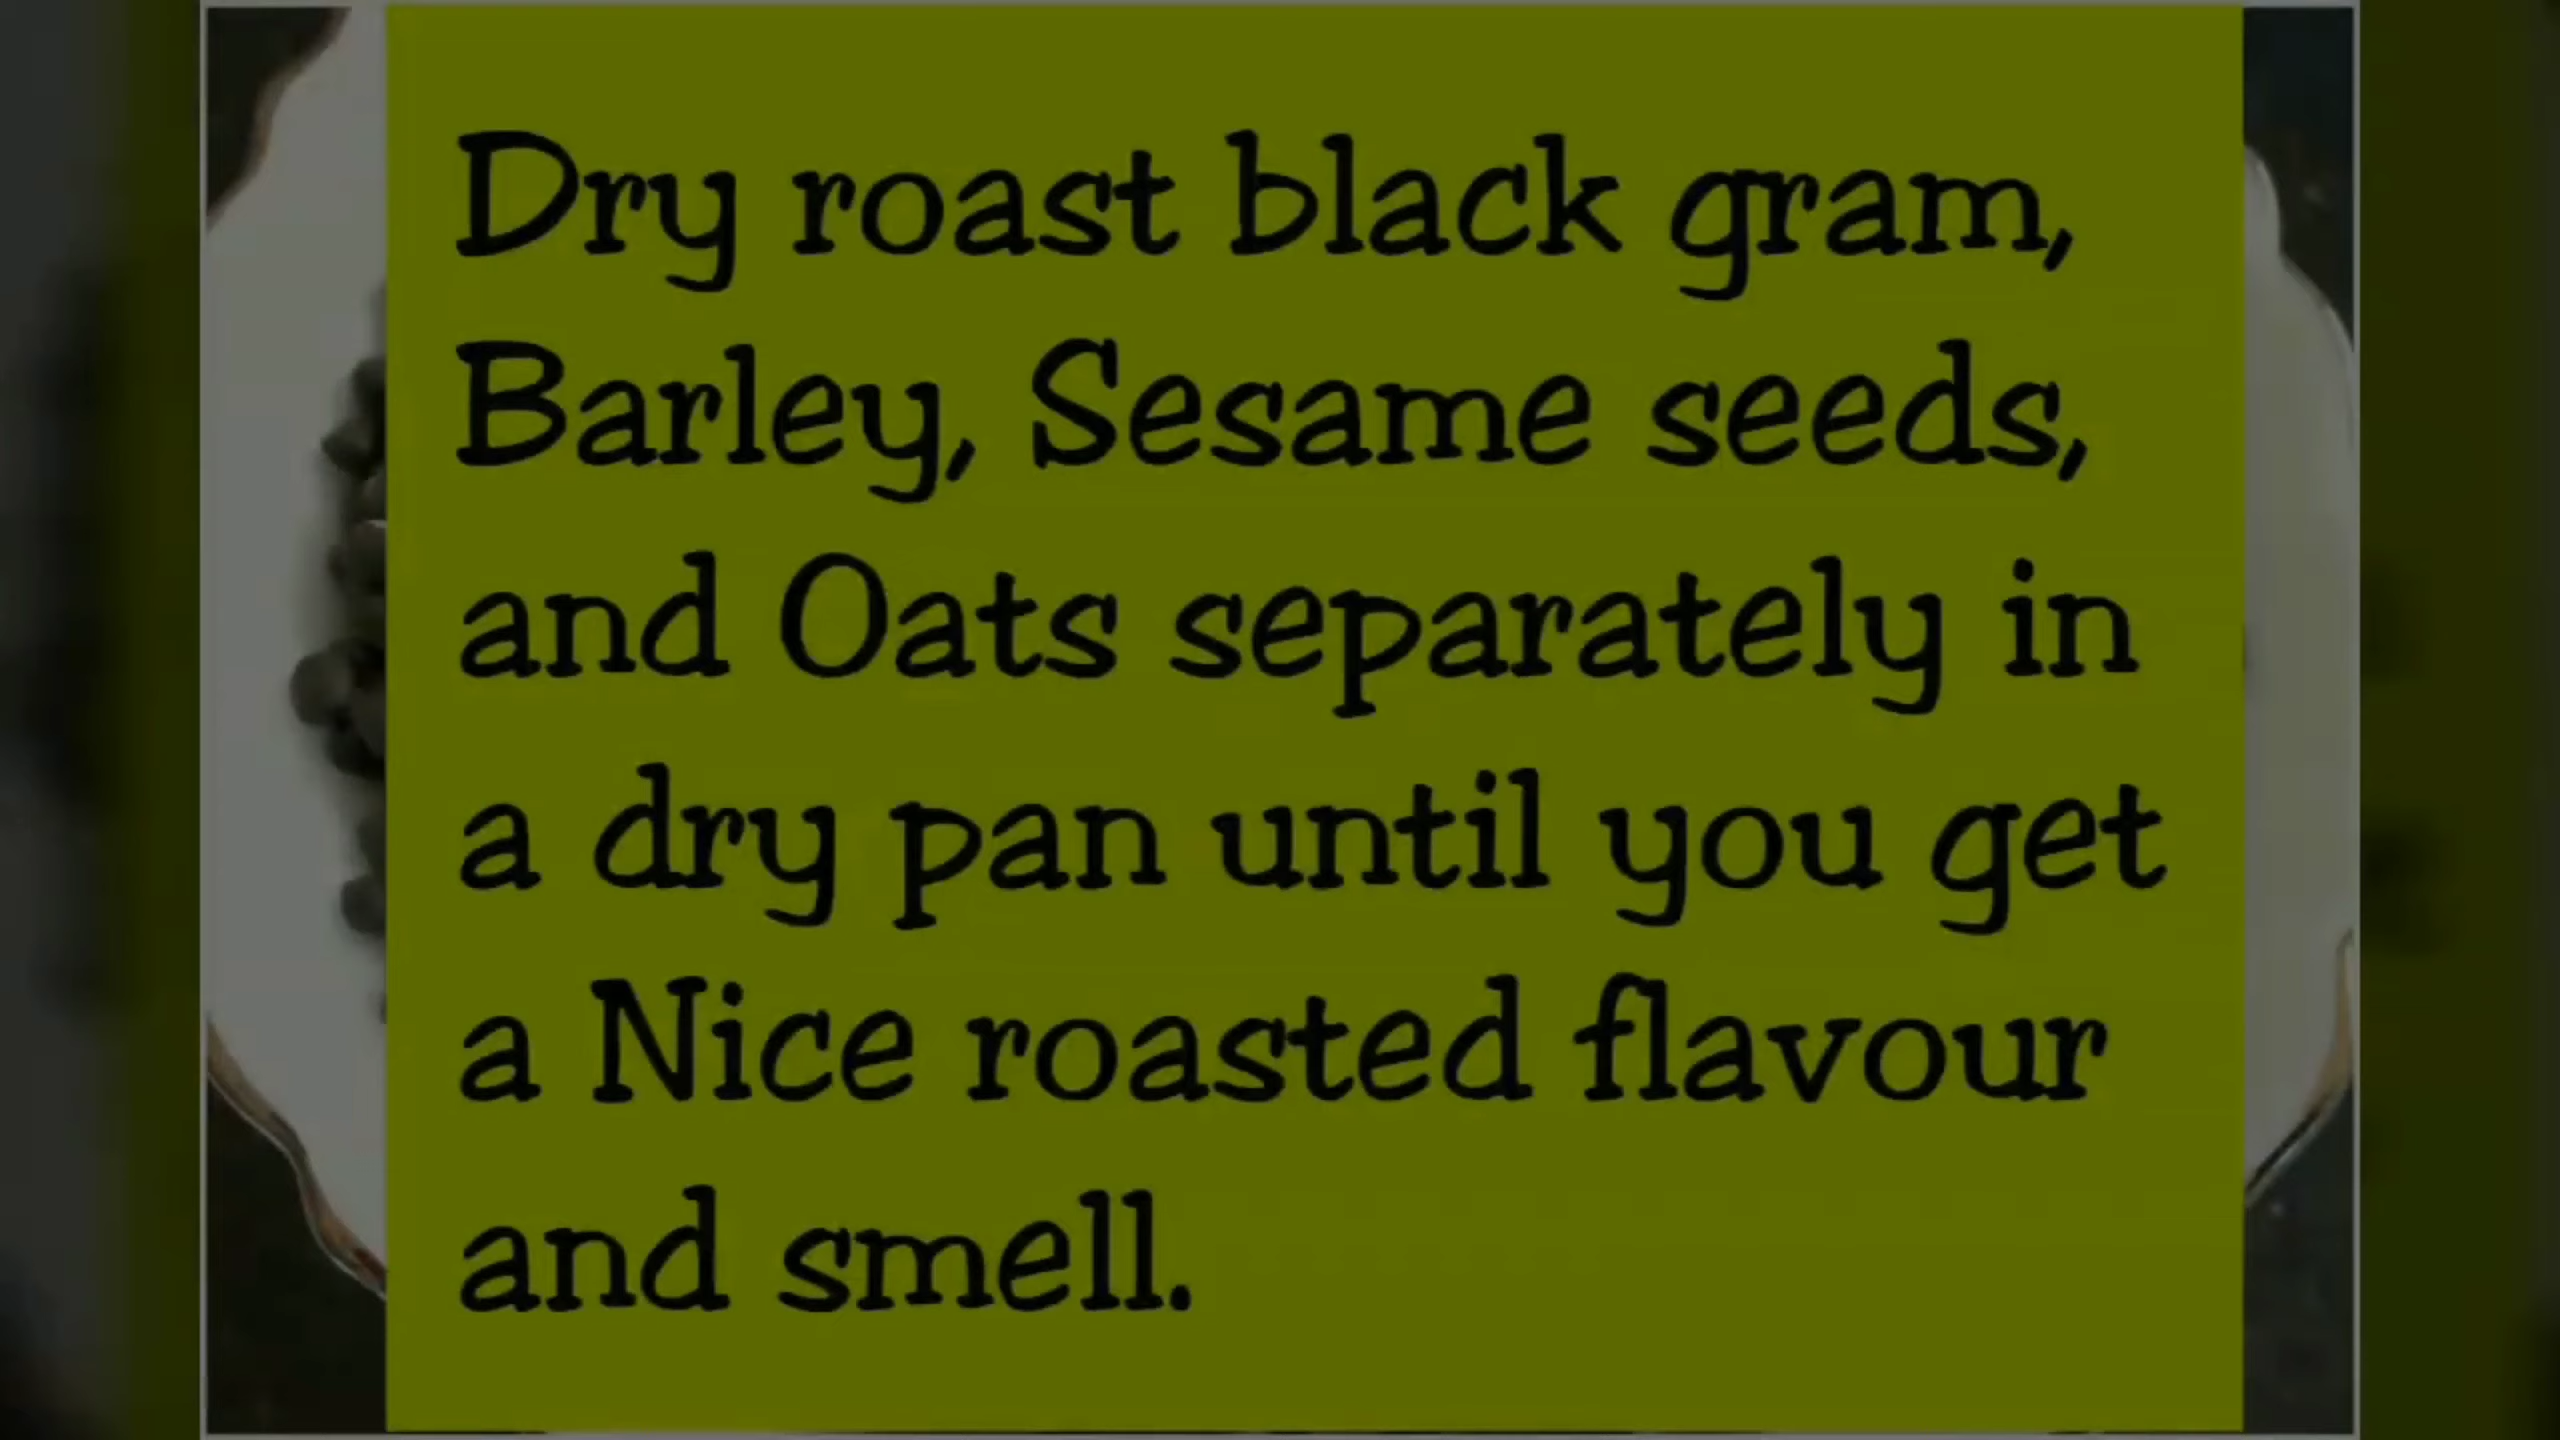 Dry roast black gram,
Barley, Sesame seeds,
and Oats separately in
a dry pan until you get
a Nice roasted flavour
and smell.